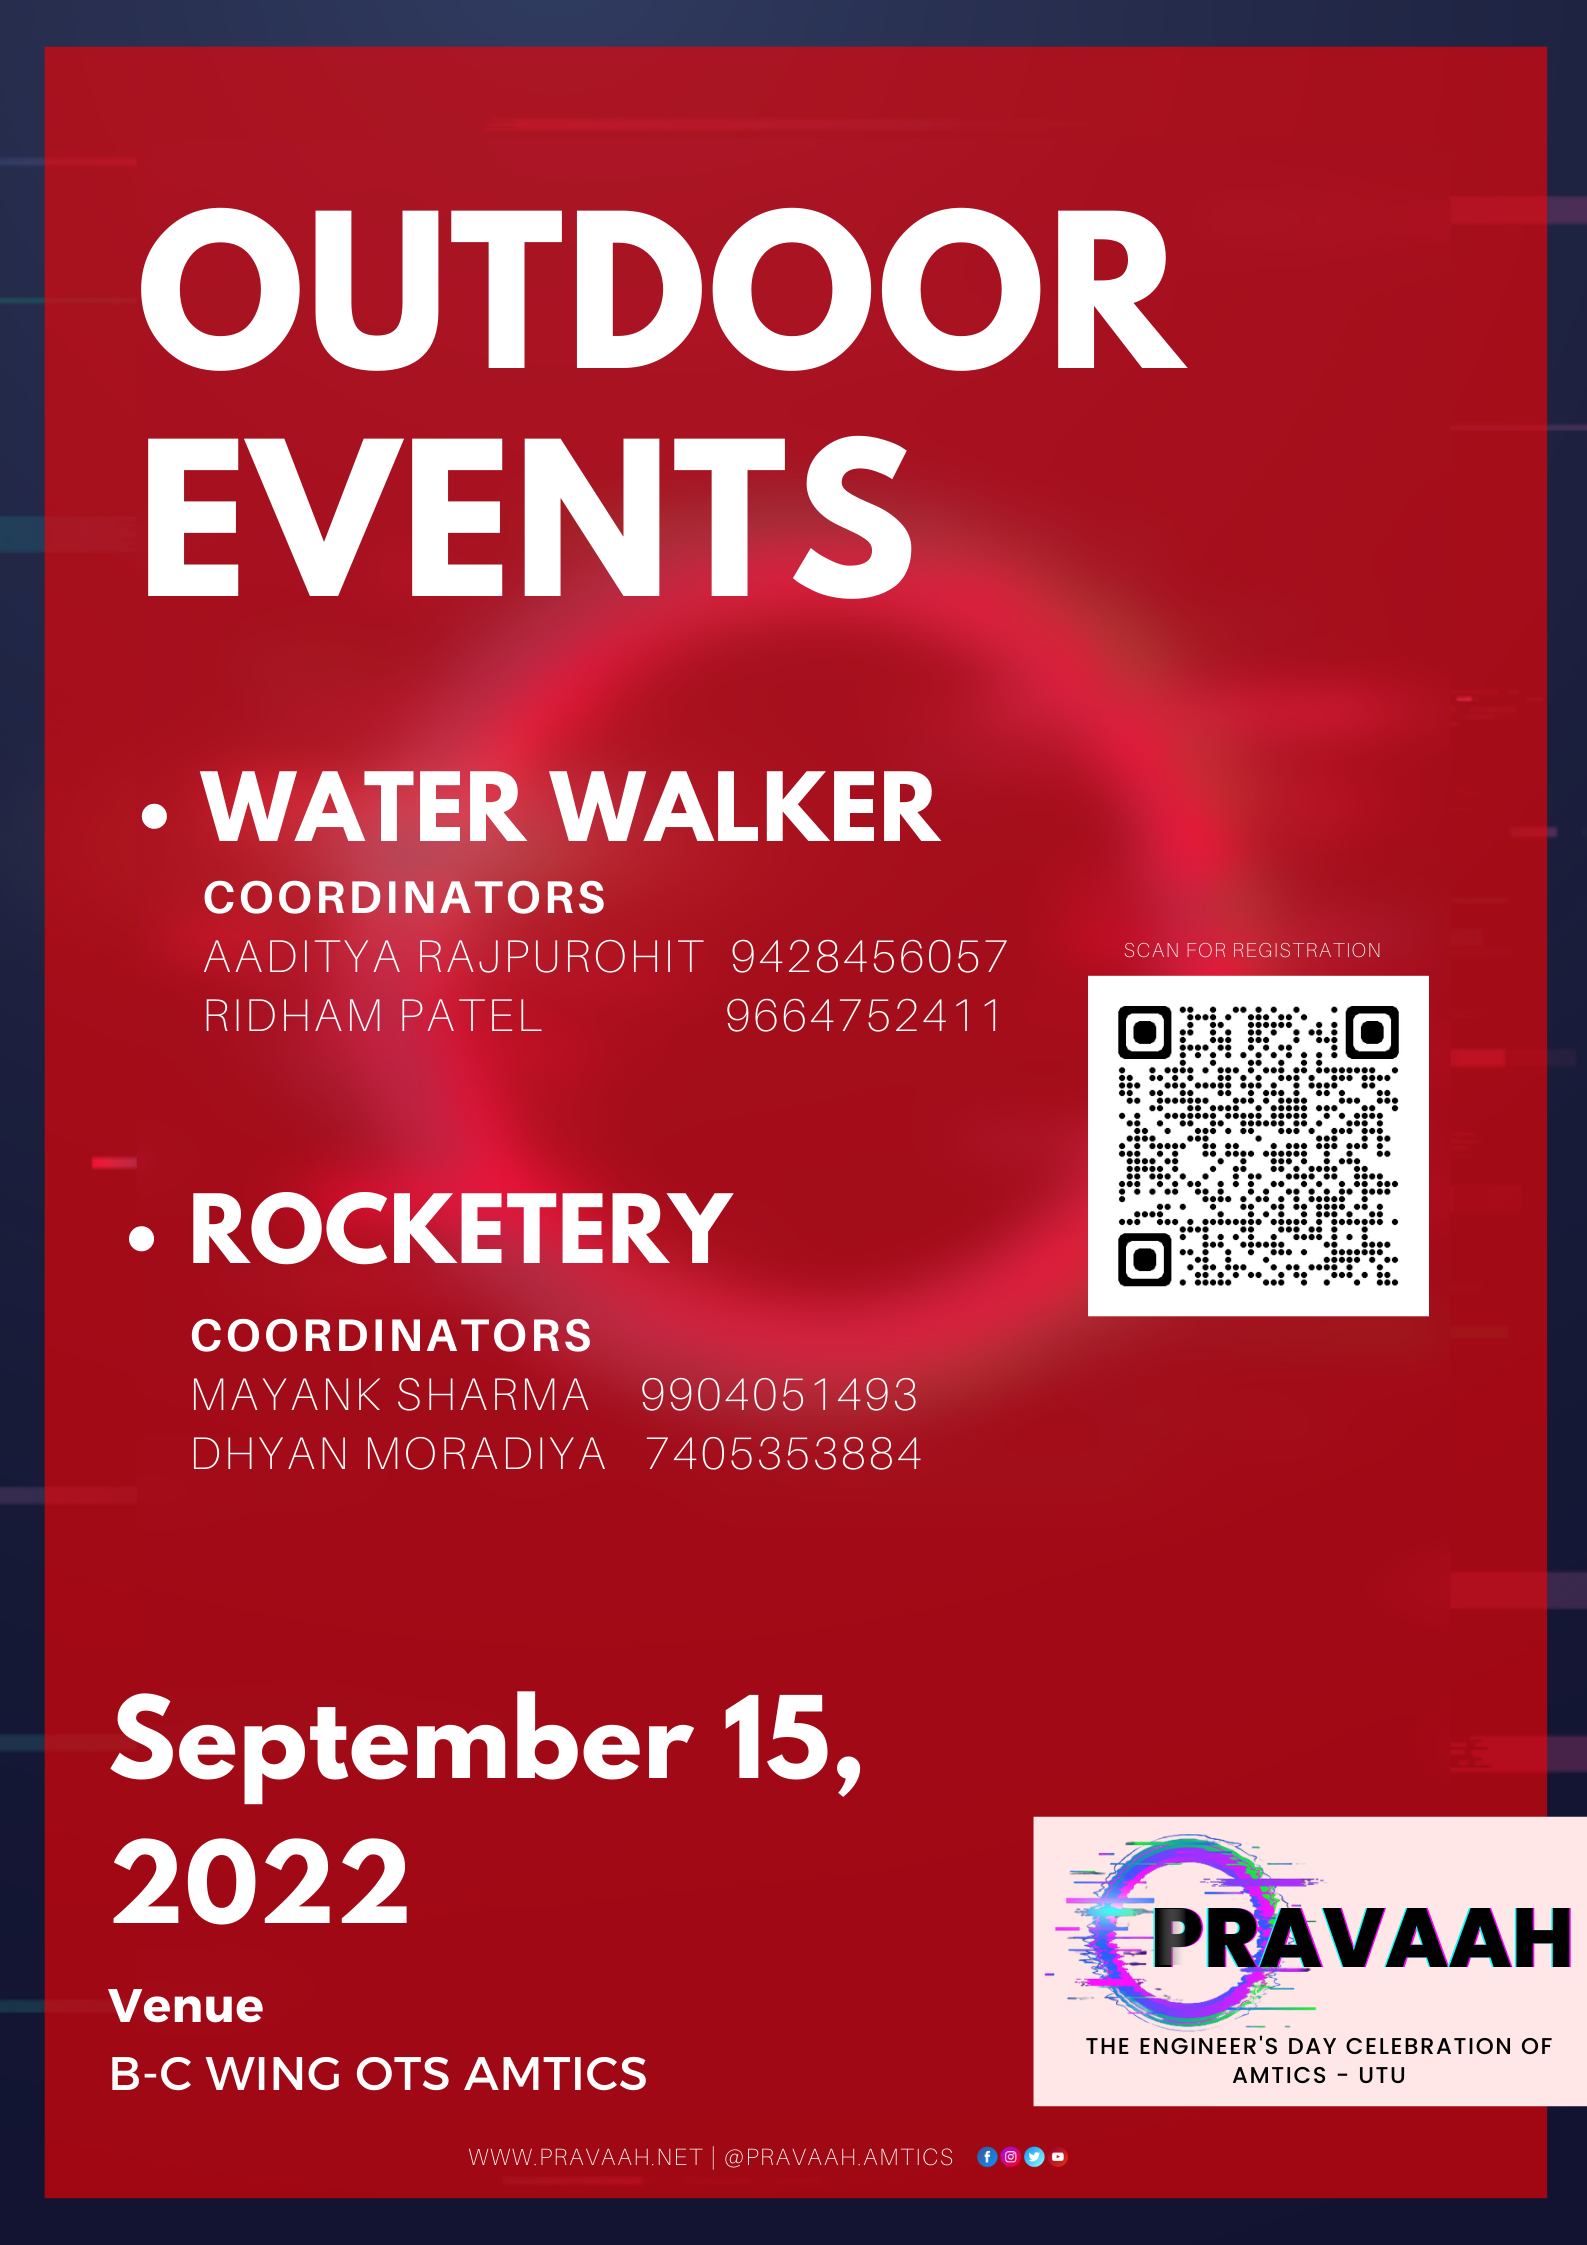 OUTDOOR
EVENTS
• WATER WALKER
COORDINATORS
AADITYA RAJPUROHIT 9428456057
RIDHAM PATEL 9664752411
SCAN FOR REGISTRATION
• ROCKETERY
COORDINATORS
MAYANK SHARMA 9904051493
DHYAN MORADIYA 7405353884
September 15,
2022
Venue
B-C WING OTS AMTICS
PRAVAAH
THE ENGINEER'S DAY CELEBRATION OF
AMTICS - UTU
WWW.PRAVAAH.NET | @PRAVAAH.AMTICS